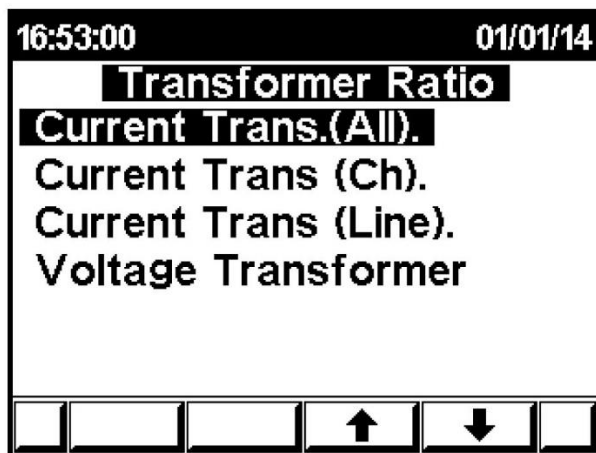 16:53:00 01/01/14
Transformer Ratio
Current Trans.(All).
Current Trans (Ch).
Current Trans (Line).
Voltage Transformer